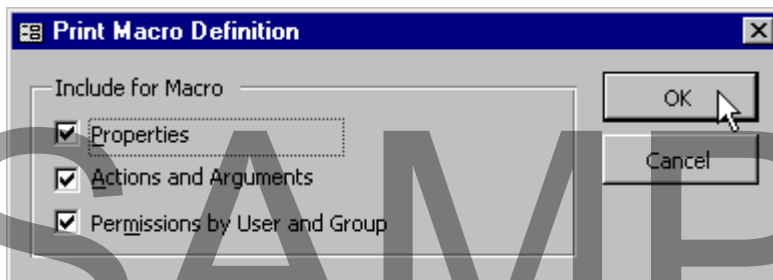 Print Macro Definition
Include for Macro
OK
Properties
Cancel
Actions and Arguments
Permissions by User and Group
SAMP